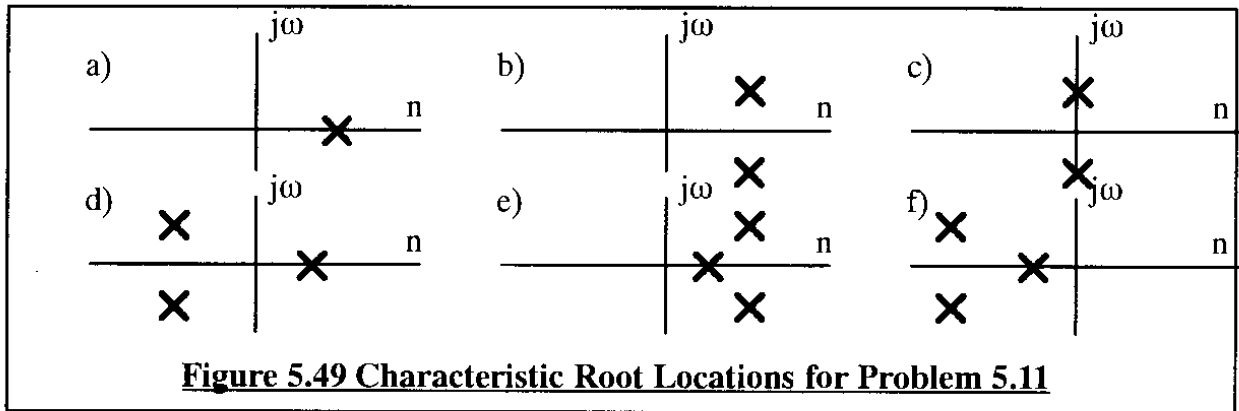 jω jω jω
a) b) c)
n n n
jω jω jω
d) e) f)
n n n
Figure 5.49 Characteristic Root Locations for Problem 5.11